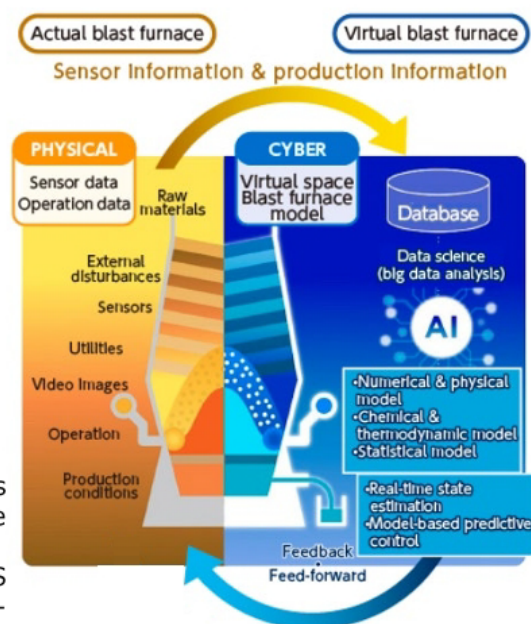 Actual blast furnace
Virtual blast furnace
Sensor information & production information
PHYSICAL
Sensor data
Operation data
CYBER
Virtual space
Blast furnace
model
Raw
materials
External
disturbances
Sensors
Utilities
Video images
Operation
Production
conditions
Database
Data science
(big data analysis)
AI
•Numerical & physical
model
•Chemical &
thermodynamic model
•Statistical model
•Real-time state
estimation
•Model-based predictive
control
Feedback
•
Feed-forward
s
e
S
-